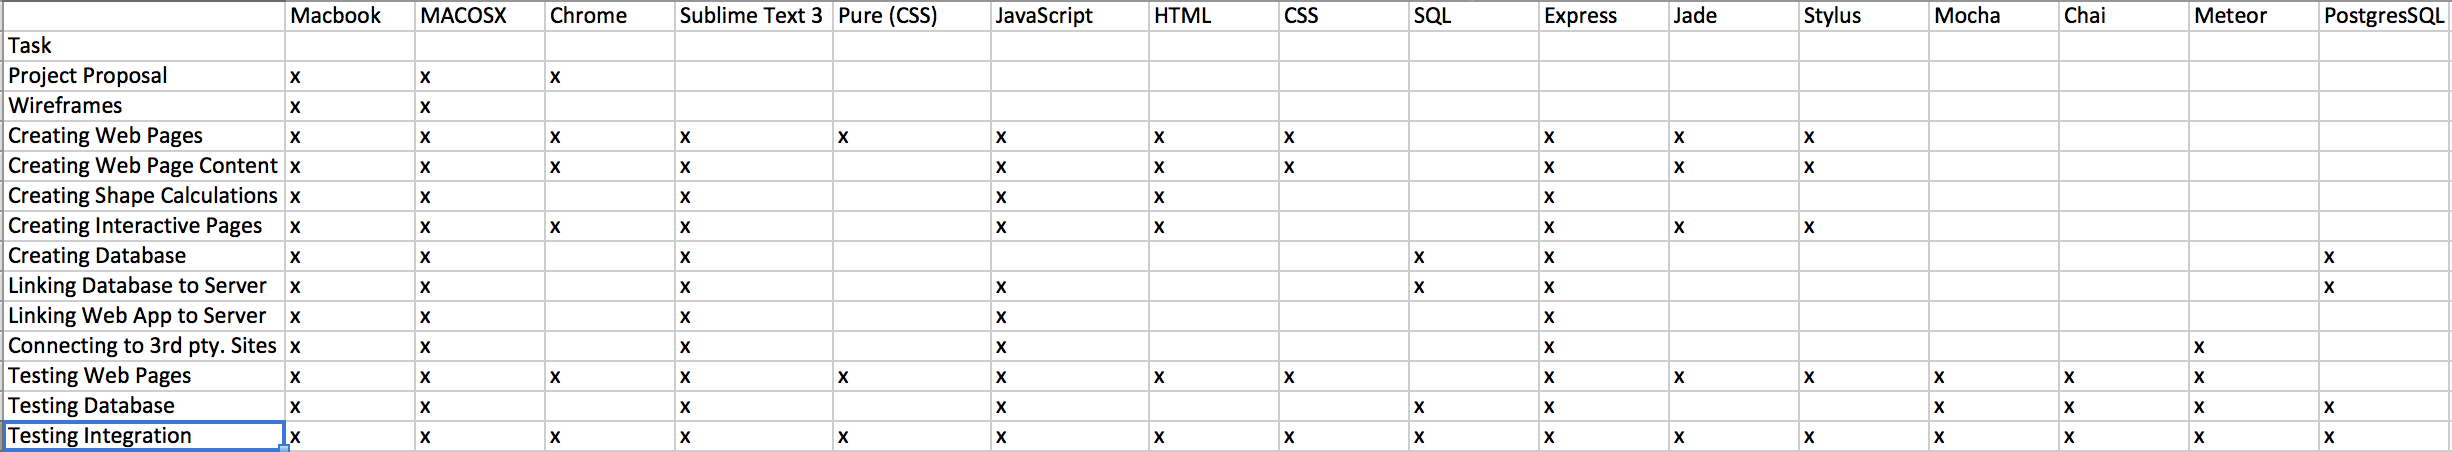 Macbook MACOSX Chrome Sublime Text 3 Pure (CSS) JavaScript HTML CSS SQL Express Jade Stylus Mocha Chai Meteor PostgresSQL
Task
Project Proposal x x x
Wireframes x x
Creating Web Pages x x x x x x x x x x x
Creating Web Page Content x x x x x x x x x x
Creating Shape Calculations x x x x x x
Creating Interactive Pages x x x x x x x x x
Creating Database x x x x x x
Linking Database to Server x x x x x x x
Linking Web App to Server x x x x x
Connecting to 3rd pty. Sites x x x x x x
Testing Web Pages x x x x x x x x x x x x x x
Testing Database x x x x x x x x x x
Testing Integration x x x x x x x x x x x x x x x x